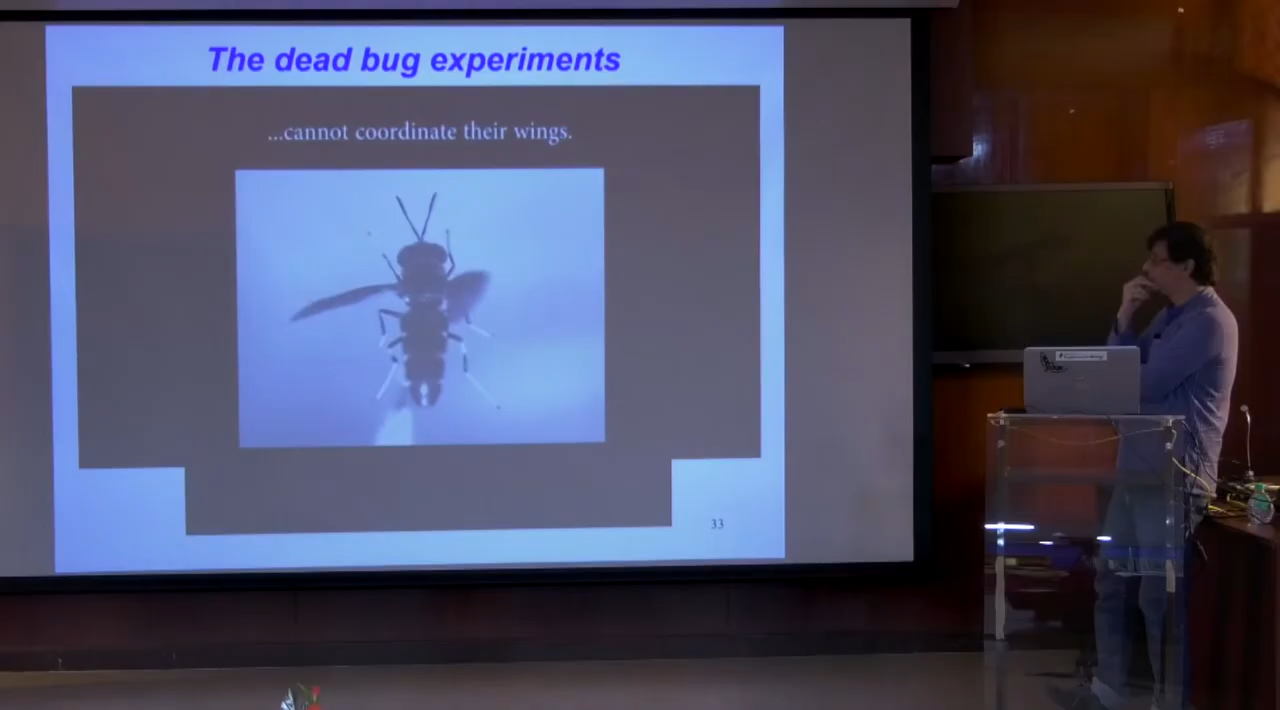 The dead bug experiments
...cannot coordinate their wings.
33